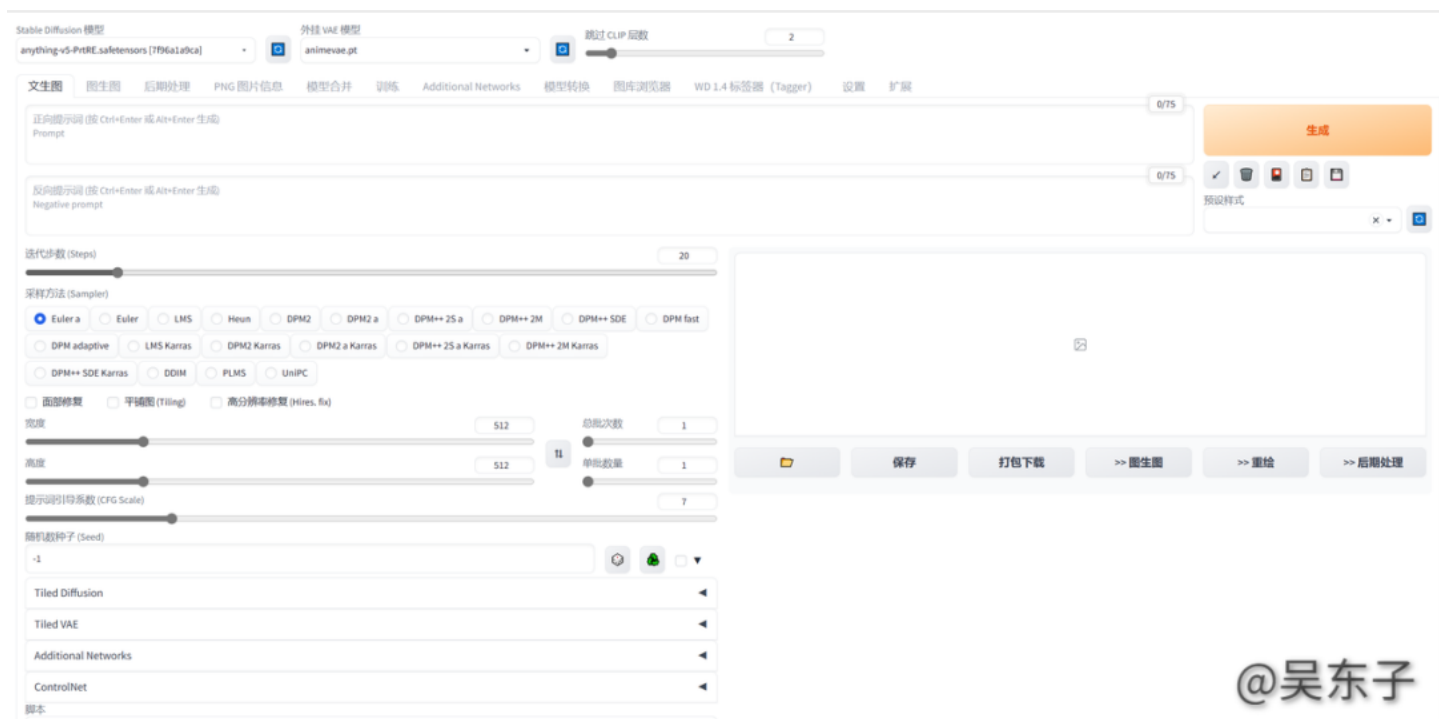 Stable Diffusion 模型
外挂 VAE 模型
跳过 CLIP 层数
2
anything-v5-PrtRE.safetensors [7f96a1a9ca]
animevae.pt
文生图 图生图 后期处理 PNG 图片信息 模型合并 训练 Additional Networks 模型转换 图库浏览器 WD 1.4 标签器 (Tagger) 设置 扩展
0/75
正向提示词 (按 Ctrl+Enter 或 Alt+Enter 生成)
Prompt
生成
0/75
反向提示词 (按 Ctrl+Enter 或 Alt+Enter 生成)
Negative prompt
预设样式
迭代步数 (Steps)
20
采样方法 (Sampler)
Euler a Euler LMS Heun DPM2 DPM2 a DPM++ 2S a DPM++ 2M DPM++ SDE DPM fast
DPM adaptive LMS Karras DPM2 Karras DPM2 a Karras DPM++ 2S a Karras DPM++ 2M Karras
DPM++ SDE Karras DDIM PLMS UniPC
面部修复 平铺图 (Tiling) 高分辨率修复 (Hires. fix)
宽度 512 总批次数 1
高度 512 单批数量 1
保存 打包下载 >> 图生图 >> 重绘 >> 后期处理
提示词引导系数 (CFG Scale) 7
随机数种子 (Seed)
-1
Tiled Diffusion
Tiled VAE
Additional Networks
ControlNet
脚本
@吴东子